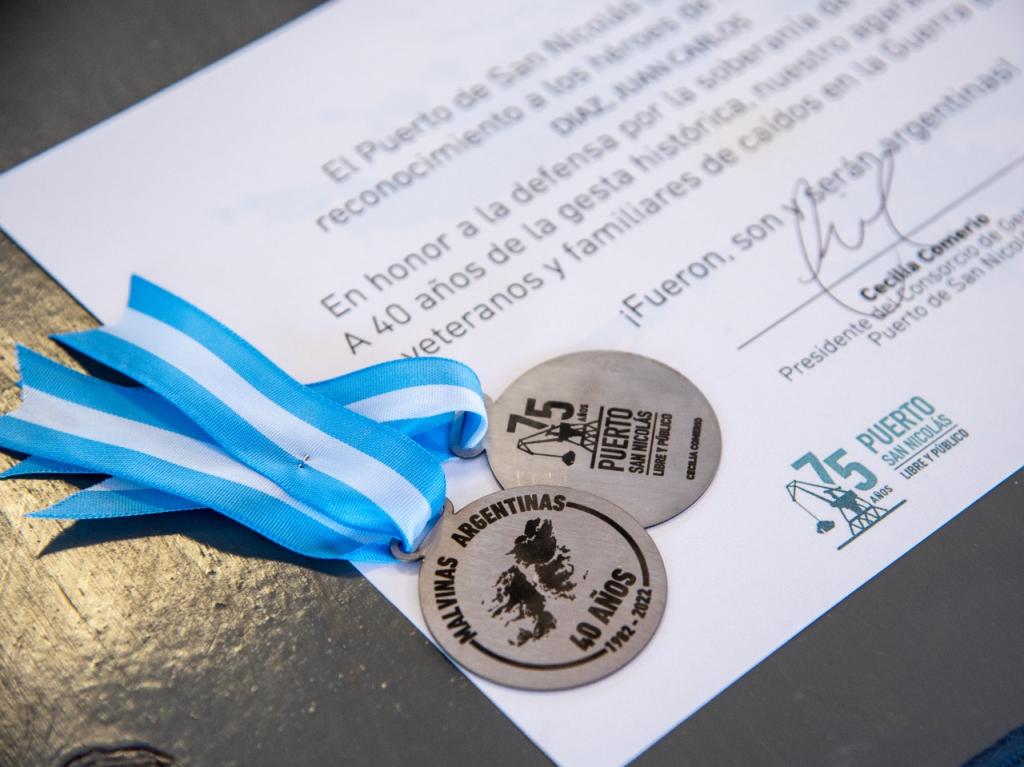 El Puerto de San Nicolás
reconocimiento a los héroes de
DIAZ, JUAN CARLOS
En honor a la defensa por la soberanía
A 40 años de la gesta histórica, nuestro
veteranos y familiares de caídos en la Guerra
¡Fueron, son y serán argentinas!
Cecilia Comerio
Presidente del Consorcio de
Puerto de San Nicolás
75
AÑOS
PUERTO
SAN NICOLÁS
LIBRE Y PÚBLICO
75
AÑOS
PUERTO
SAN NICOLÁS
LIBRE Y PÚBLICO
CECILIA COMERIO
MALVINAS ARGENTINAS
40 AÑOS
1982 - 2022